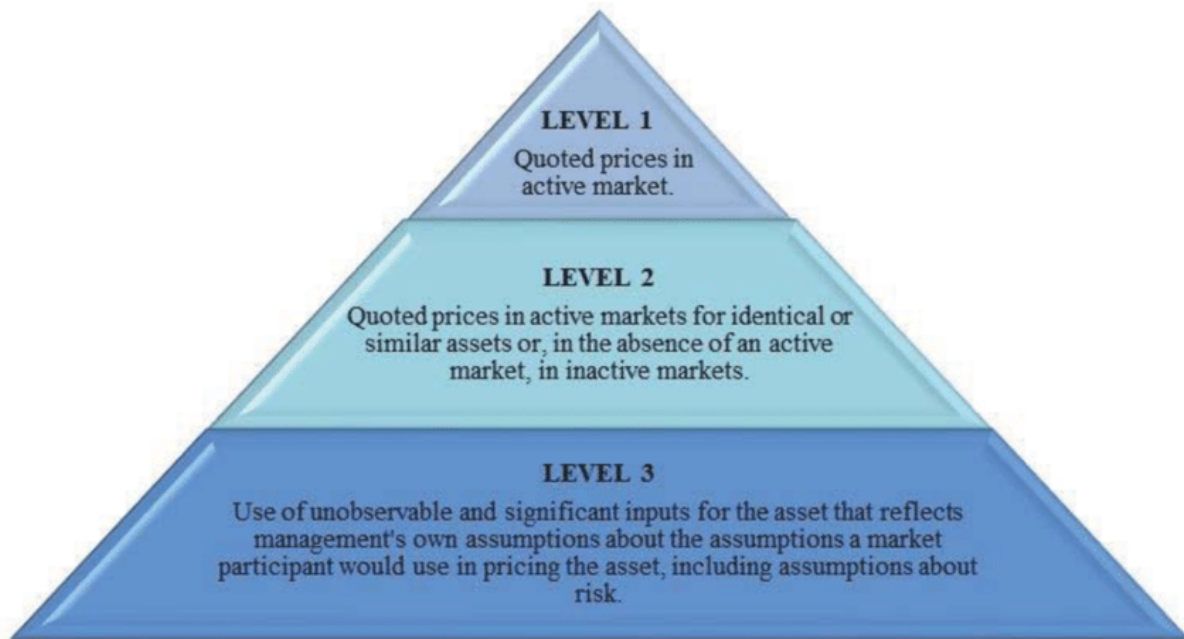 LEVEL 1
Quoted prices in
active market.
LEVEL 2
Quoted prices in active markets for identical or
similar assets or, in the absence of an active
market, in inactive markets.
LEVEL 3
Use of unobservable and significant inputs for the asset that reflects
management's own assumptions about the assumptions a market
participant would use in pricing the asset, including assumptions about
risk.